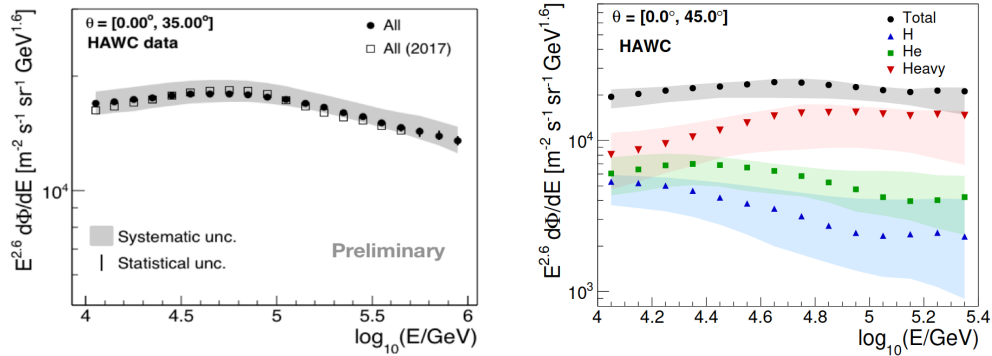 θ = [0.00°, 35.00°]
HAWC data
All
All (2017)
E^2.6 dΦ/dE [m^-2 s^-1 sr^-1 GeV^1.6]
10^4
Systematic unc.
Statistical unc.
Preliminary
4 4.5 5 5.5 6
log10(E/GeV)
θ = [0.0°, 45.0°]
HAWC
Total
H
He
Heavy
E^2.6 dΦ/dE [m^-2 s^-1 sr^-1 GeV^1.6]
10^4
10^3
4 4.2 4.4 4.6 4.8 5 5.2 5.4
log10(E/GeV)